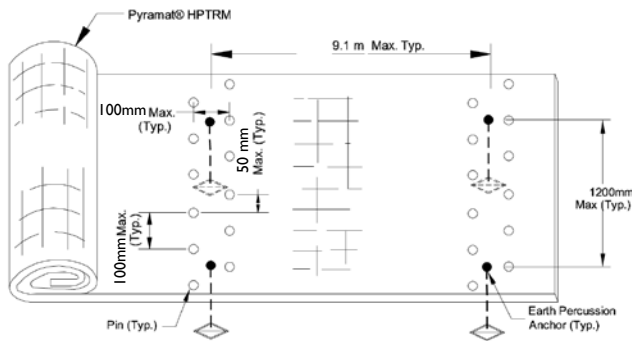 Pyramat® HPTRM
9.1 m Max. Typ.
100mm Max.
(Typ.)
50 mm
Max. (Typ.)
100mm Max.
(Typ.)
1200mm
Max (Typ.)
Pin (Typ.)
Earth Percussion
Anchor (Typ.)